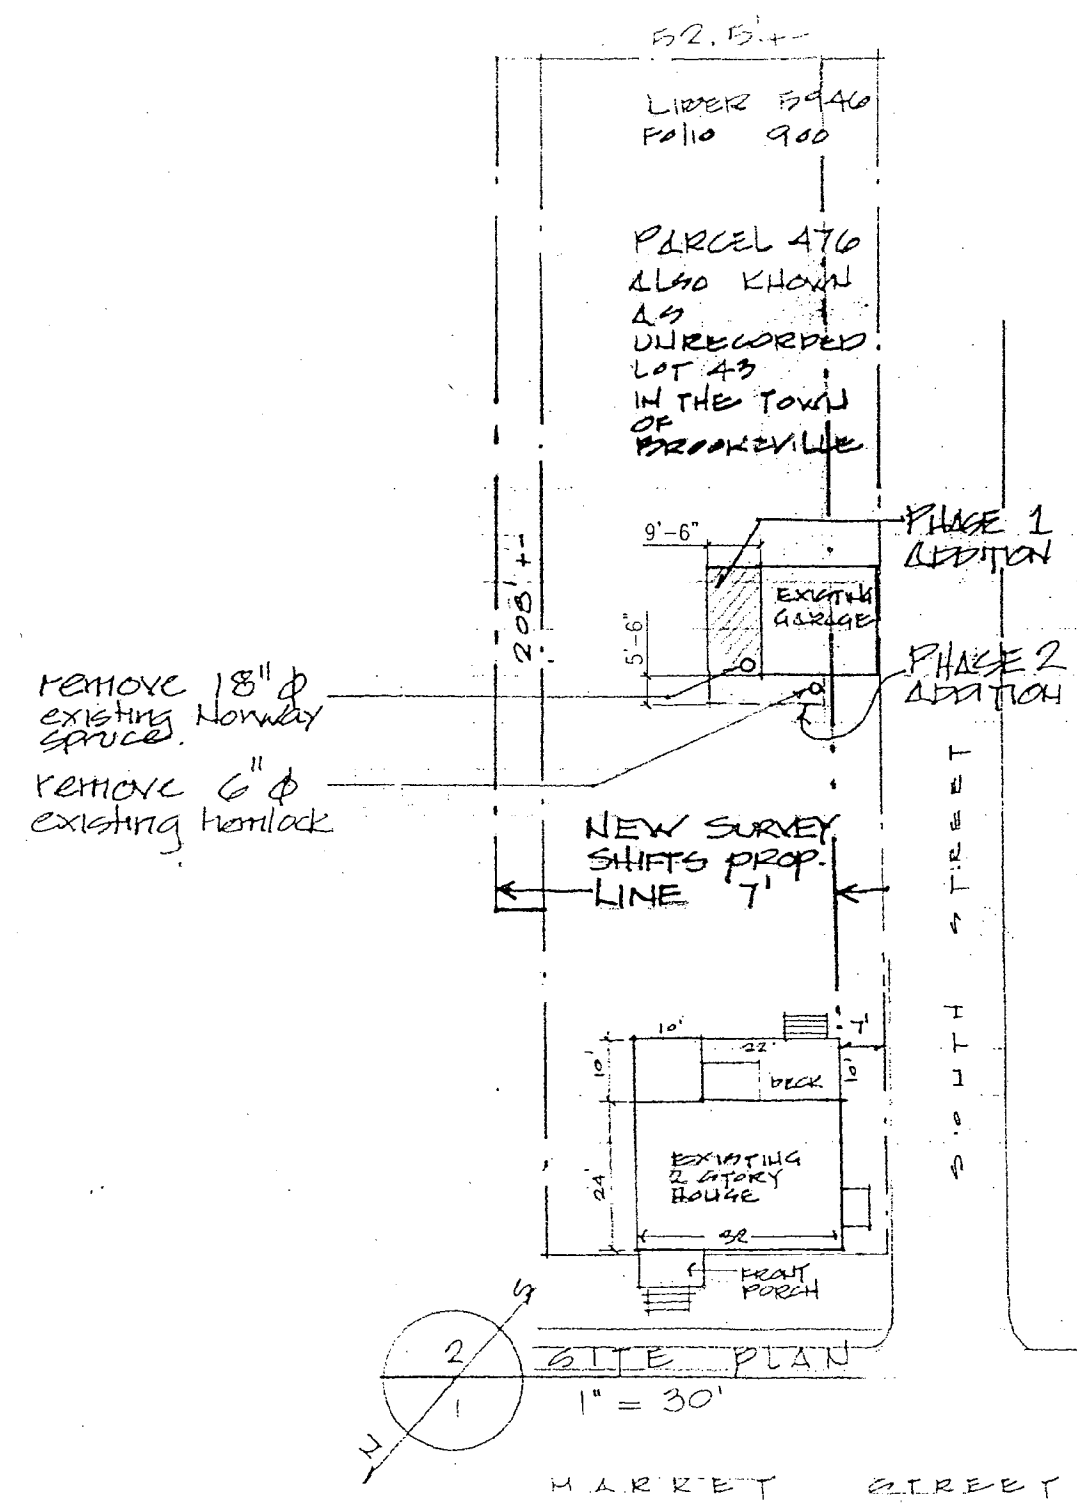 52.5'+-
LIBER 5946
Folio 900
PARCEL 476
ALSO KNOWN
AS
UNRECORDED
LOT 43
IN THE TOWN
OF
BROOKEVILLE
PHASE 1
ADDITION
9'-6"
EXISTING
GARAGE
208' +-
5'-6"
PHASE 2
ADDITION
remove 18"ϕ
existing Norway
spruce.
remove 6"ϕ
existing Hemlock
NEW SURVEY
SHIFTS PROP.
LINE 7'
SOUTH STREET
10'
22'
7'
10'
DECK
10'
24'
EXISTING
2 STORY
HOUSE
32
FRONT
PORCH
S
2
1
N
SITE PLAN
1" = 30'
MARKET STREET